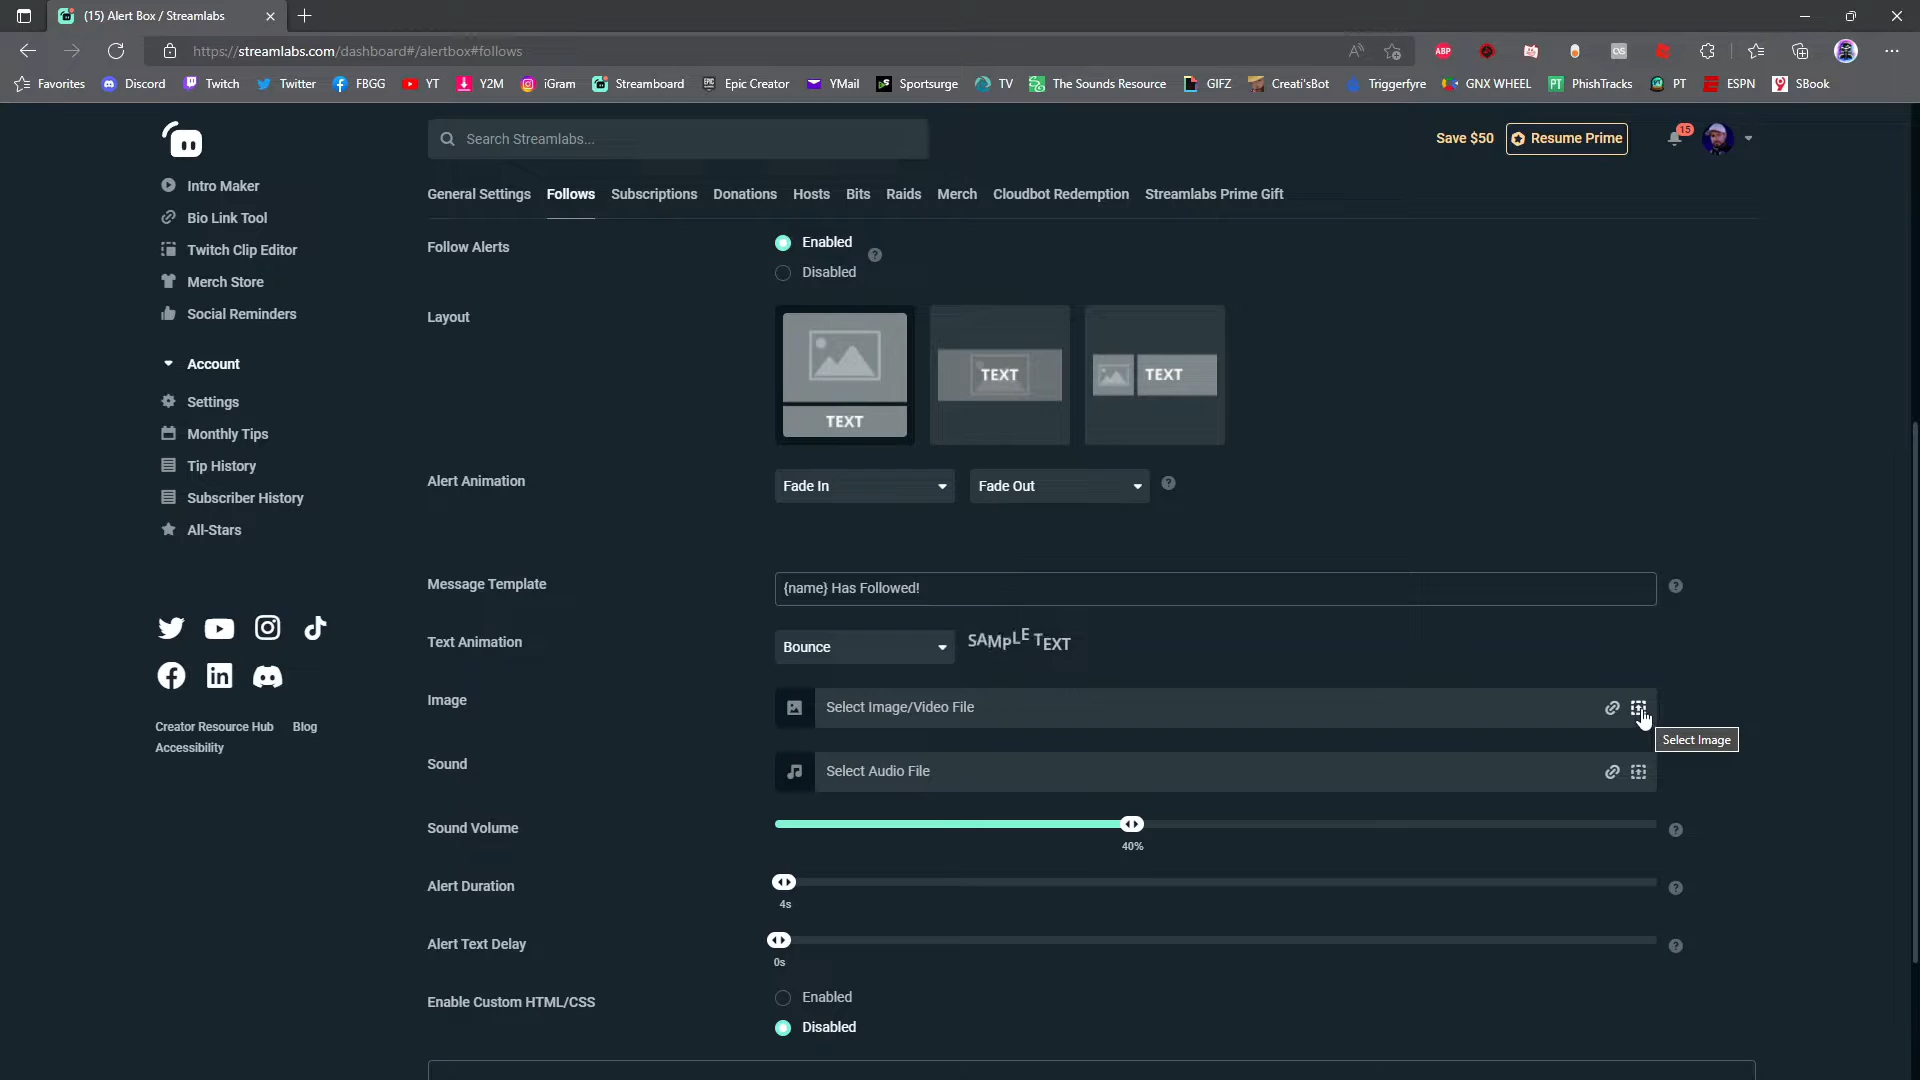 (15) Alert Box / Streamlabs
https://streamlabs.com/dashboard#/alertbox#follows
ABP
Favorites Discord Twitch Twitter FBGG YT Y2M iGram Streamboard Epic Creator YMail Sportsurge TV The Sounds Resource GIFZ Creati'sBot Triggerfyre GNX WHEEL PT PhishTracks PT ESPN SBook
Search Streamlabs...
Save $50 Resume Prime 15
Intro Maker
Bio Link Tool
Twitch Clip Editor
Merch Store
Social Reminders
Account
Settings
Monthly Tips
Tip History
Subscriber History
All-Stars
Creator Resource Hub Blog
Accessibility
General Settings Follows Subscriptions Donations Hosts Bits Raids Merch Cloudbot Redemption Streamlabs Prime Gift
Follow Alerts
Enabled
Disabled
Layout
TEXT
TEXT
TEXT
Alert Animation
Fade In
Fade Out
Message Template
{name} Has Followed!
Text Animation
Bounce
SAMPLE TEXT
Image
Select Image/Video File
Select Image
Sound
Select Audio File
Sound Volume
40%
Alert Duration
4s
Alert Text Delay
0s
Enable Custom HTML/CSS
Enabled
Disabled